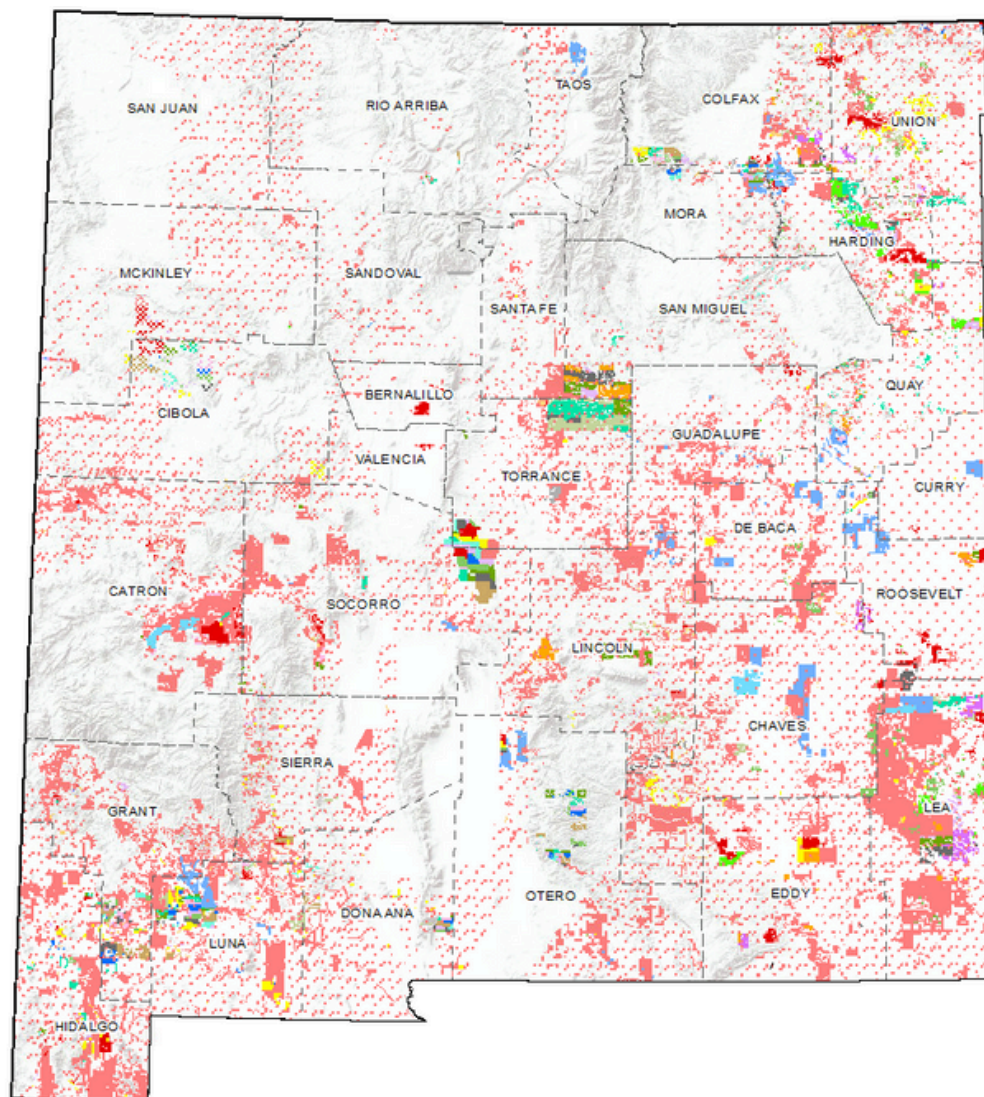 SAN JUAN
RIO ARRIBA
TAOS
COLFAX
UNION
MORA
HARDING
MCKINLEY
SANDOVAL
SANTA FE
SAN MIGUEL
BERNALILLO
QUAY
CIBOLA
GUADALUPE
VALENCIA
TORRANCE
CURRY
DE BACA
CATRON
SOCORRO
ROOSEVELT
LINCOLN
CHAVES
SIERRA
GRANT
LEA
OTERO
EDDY
DONA ANA
LUNA
HIDALGO